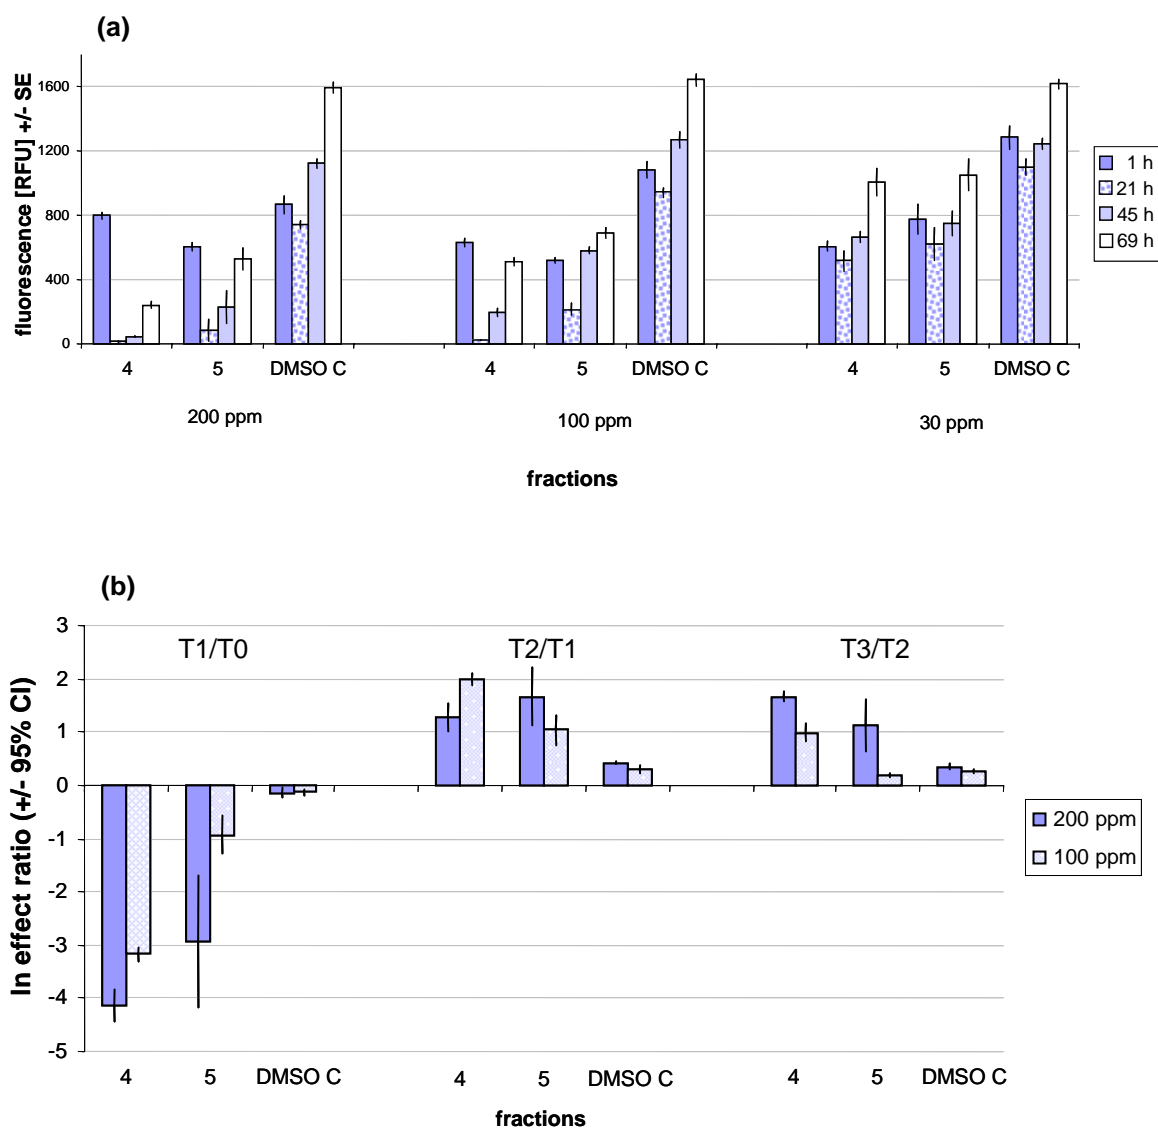 (a)
fluorescence [RFU] +/- SE
1600
1200
800
400
0
4 5 DMSO C 4 5 DMSO C 4 5 DMSO C
200 ppm 100 ppm 30 ppm
fractions
1 h
21 h
45 h
69 h
(b)
ln effect ratio (+/- 95% CI)
3
2
1
0
-1
-2
-3
-4
-5
T1/T0 T2/T1 T3/T2
4 5 DMSO C 4 5 DMSO C 4 5 DMSO C
fractions
200 ppm
100 ppm